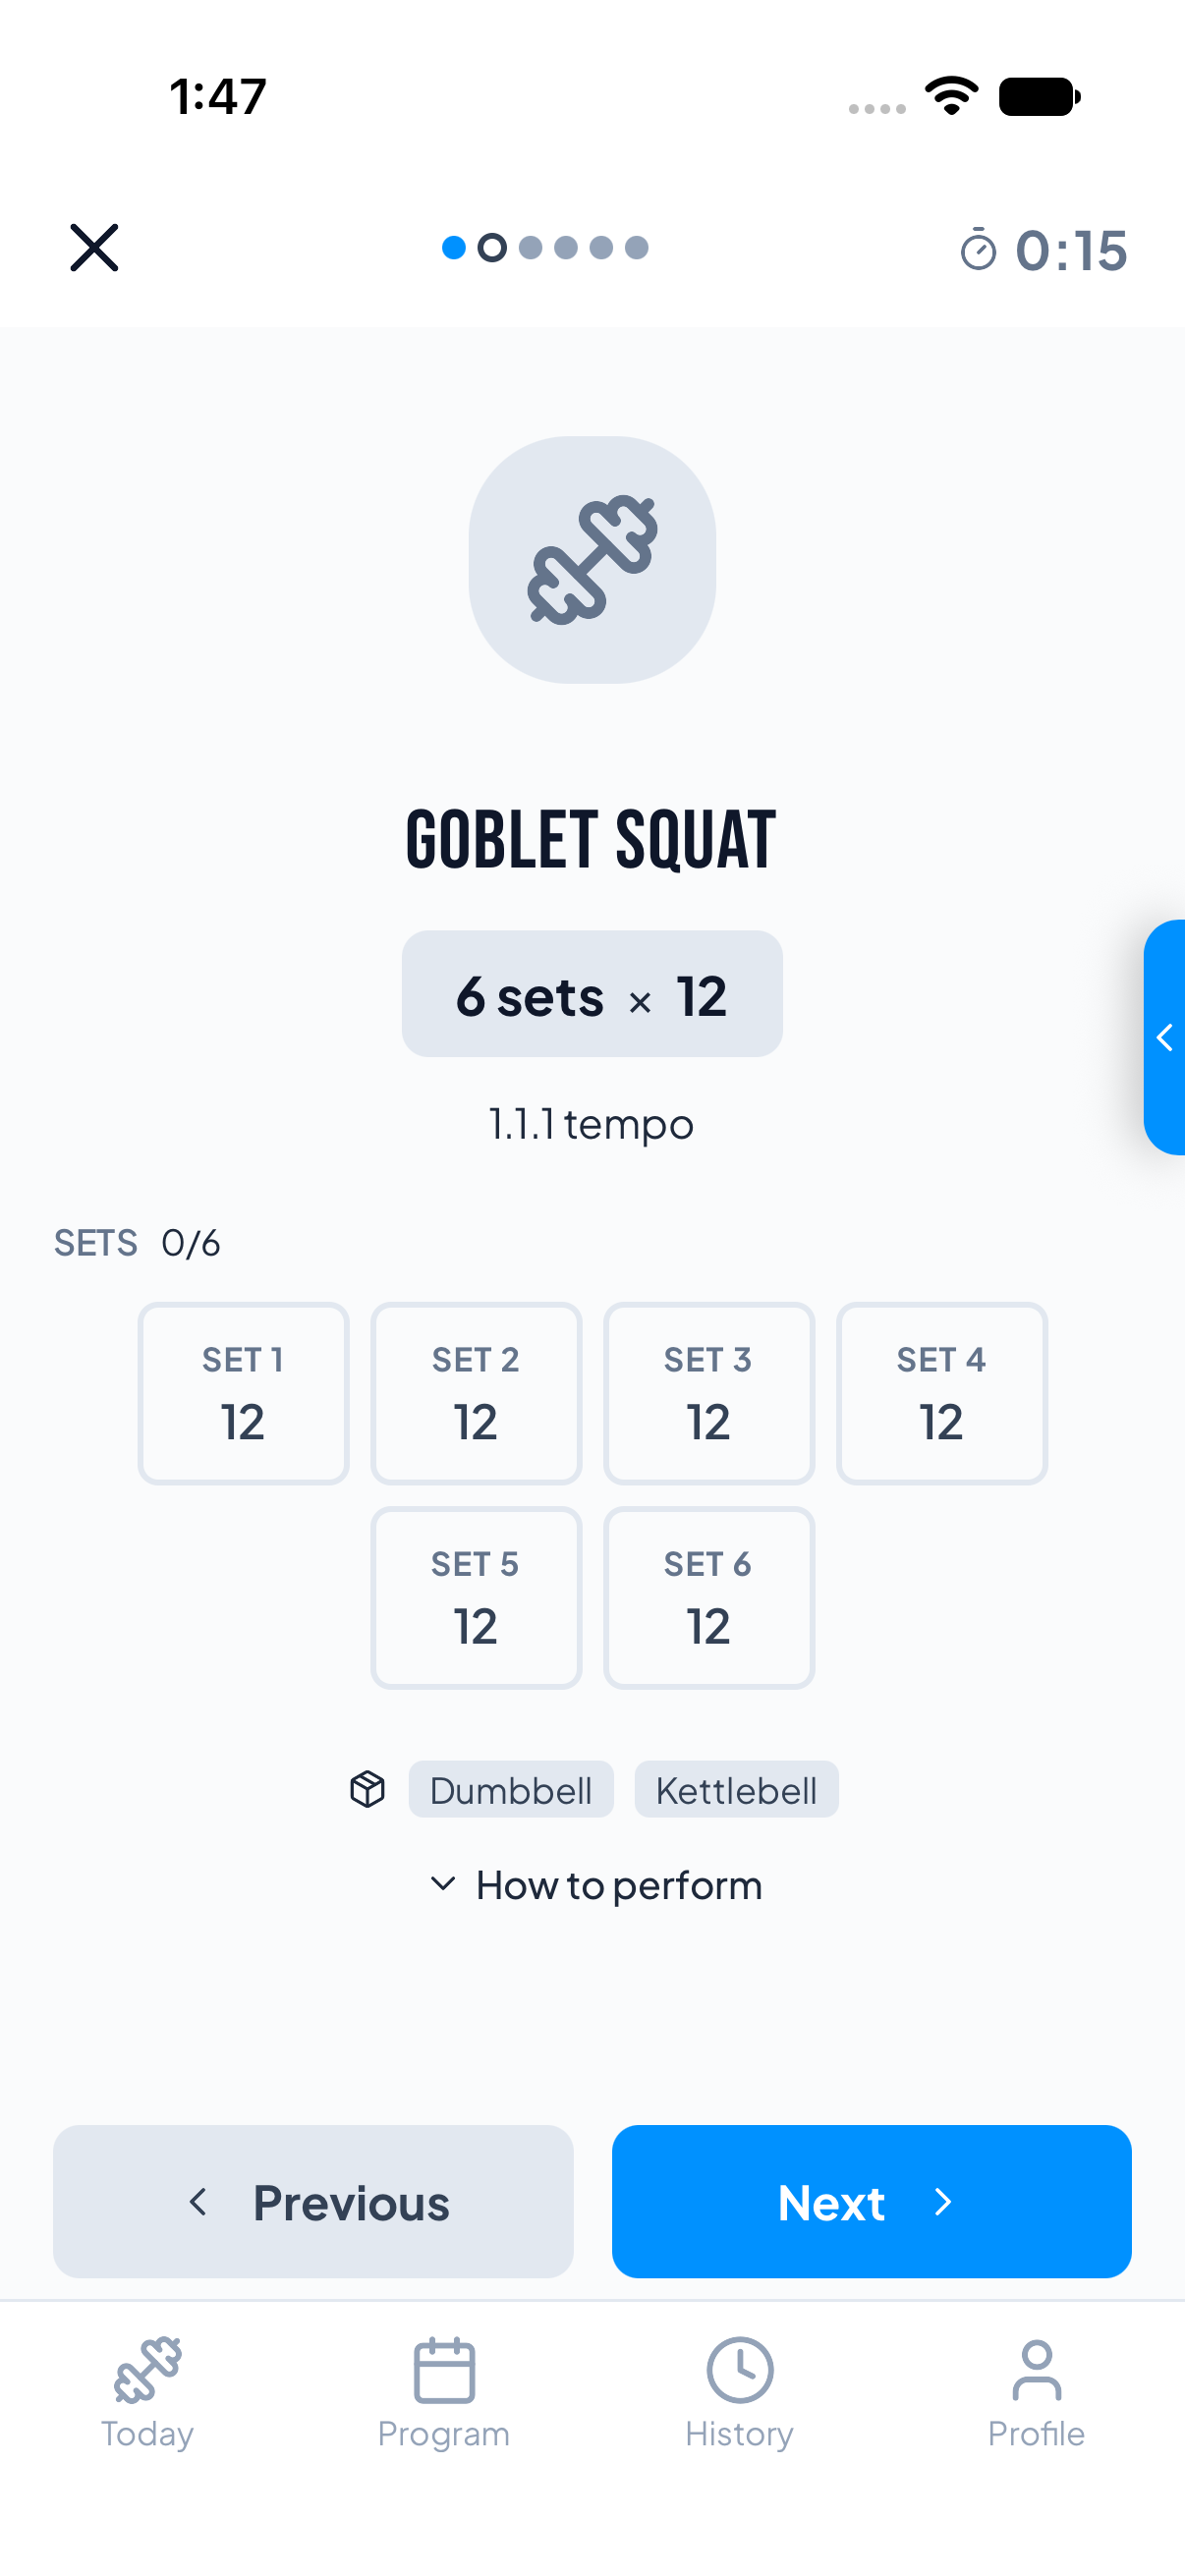 1:47
0:15
GOBLET SQUAT
6 sets × 12
1.1.1 tempo
SETS 0/6
SET 1 SET 2 SET 3 SET 4
12 12 12 12
SET 5 SET 6
12 12
Dumbbell Kettlebell
How to perform
Previous Next
Today Program History Profile